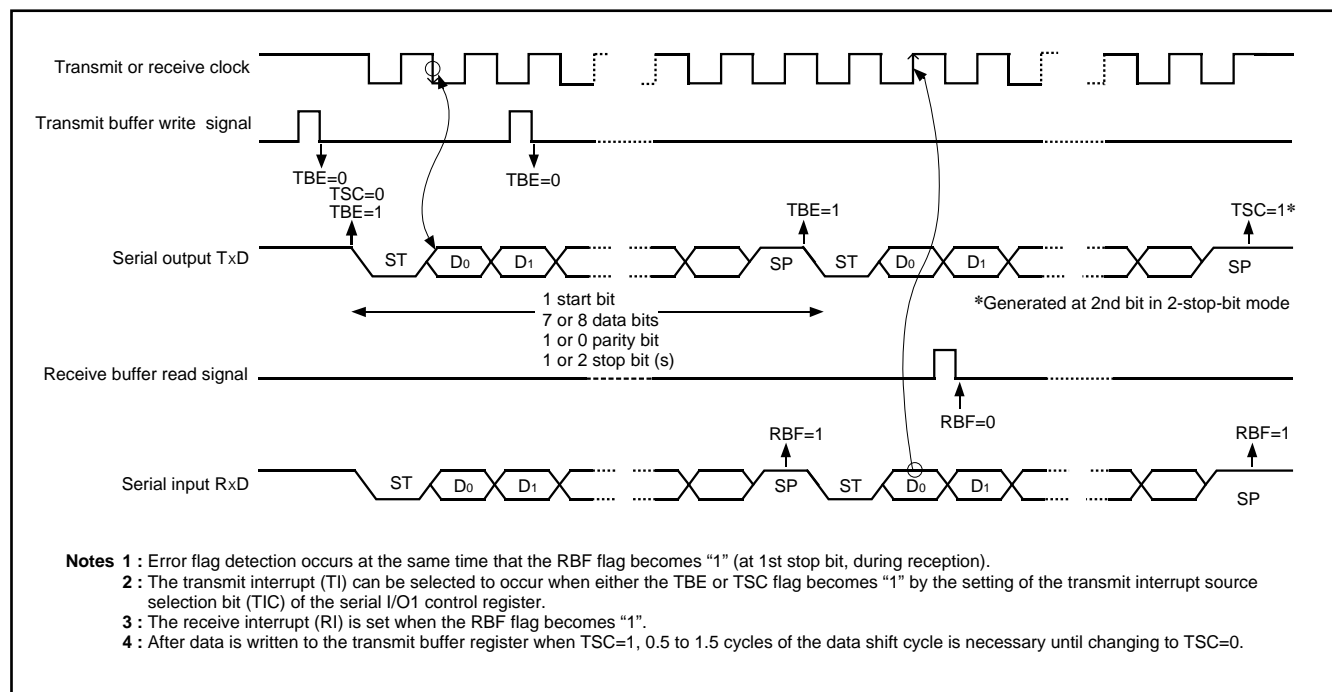 Transmit or receive clock
Transmit buffer write signal
TBE=0
TSC=0
TBE=1
TBE=0
TBE=1
TSC=1*
Serial output TxD
ST
D0
D1
SP
ST
D0
D1
SP
1 start bit
7 or 8 data bits
1 or 0 parity bit
1 or 2 stop bit (s)
*Generated at 2nd bit in 2-stop-bit mode
Receive buffer read signal
RBF=0
RBF=1
RBF=1
Serial input RxD
ST
D0
D1
SP
ST
D0
D1
SP
Notes 1 : Error flag detection occurs at the same time that the RBF flag becomes “1” (at 1st stop bit, during reception).
2 : The transmit interrupt (TI) can be selected to occur when either the TBE or TSC flag becomes “1” by the setting of the transmit interrupt source
selection bit (TIC) of the serial I/O1 control register.
3 : The receive interrupt (RI) is set when the RBF flag becomes “1”.
4 : After data is written to the transmit buffer register when TSC=1, 0.5 to 1.5 cycles of the data shift cycle is necessary until changing to TSC=0.